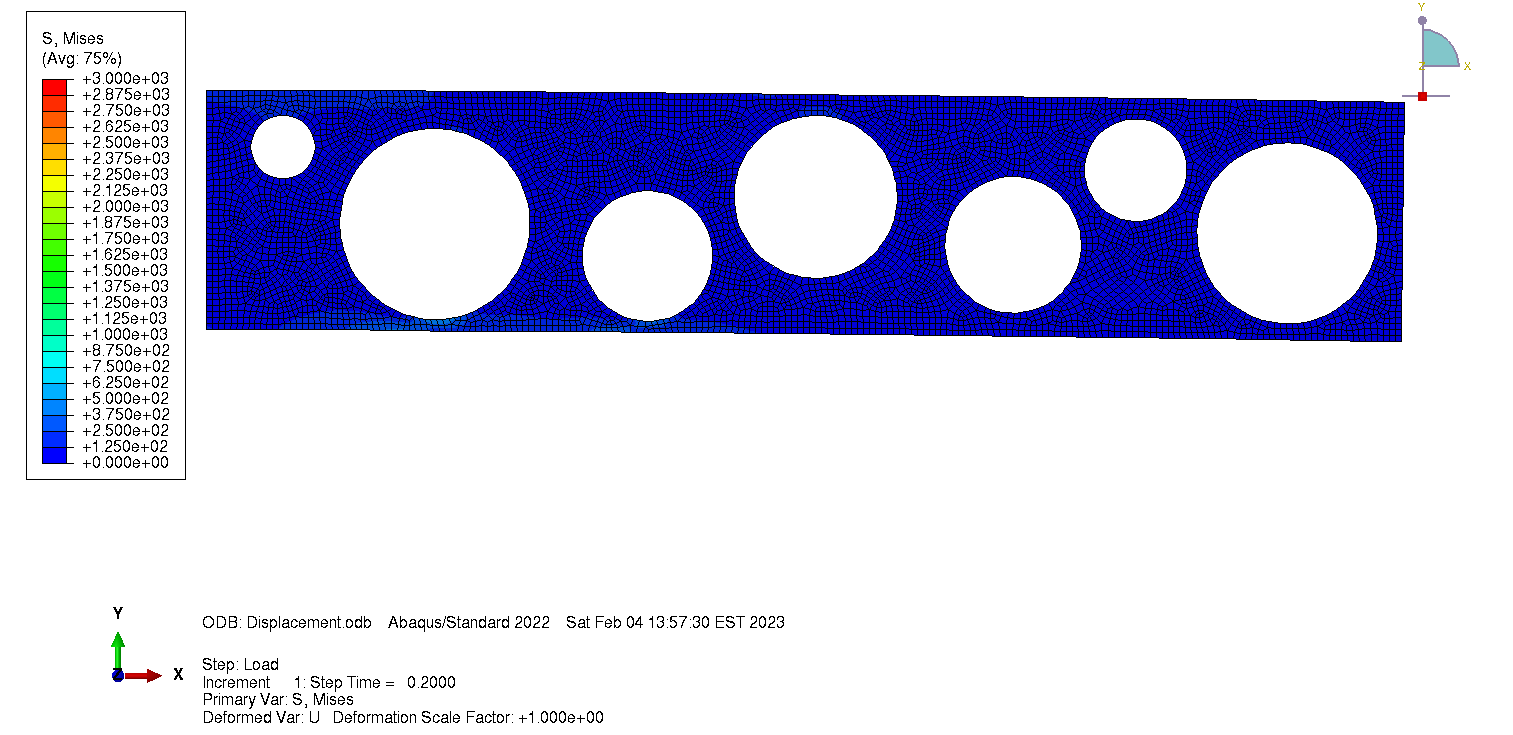 S, Mises
(Avg: 75%)
+3.000e+03
+2.875e+03
+2.750e+03
+2.625e+03
+2.500e+03
+2.375e+03
+2.250e+03
+2.125e+03
+2.000e+03
+1.875e+03
+1.750e+03
+1.625e+03
+1.500e+03
+1.375e+03
+1.250e+03
+1.125e+03
+1.000e+03
+8.750e+02
+7.500e+02
+6.250e+02
+5.000e+02
+3.750e+02
+2.500e+02
+1.250e+02
+0.000e+00
Y
Z X
Y
Z X
ODB: Displacement.odb Abaqus/Standard 2022 Sat Feb 04 13:57:30 EST 2023
Step: Load
Increment 1: Step Time = 0.2000
Primary Var: S, Mises
Deformed Var: U Deformation Scale Factor: +1.000e+00